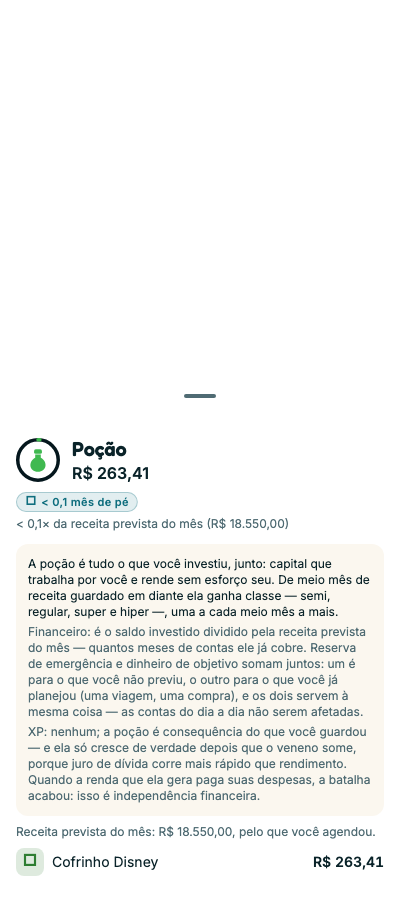 Poção
R$ 263,41
< 0,1 mês de pé
< 0,1× da receita prevista do mês (R$ 18.550,00)
A poção é tudo o que você investiu, junto: capital que
trabalha por você e rende sem esforço seu. De meio mês de
receita guardado em diante ela ganha classe — semi,
regular, super e hiper —, uma a cada meio mês a mais.
Financeiro: é o saldo investido dividido pela receita prevista
do mês — quantos meses de contas ele já cobre. Reserva
de emergência e dinheiro de objetivo somam juntos: um é
para o que você não previu, o outro para o que você já
planejou (uma viagem, uma compra), e os dois servem à
mesma coisa — as contas do dia a dia não serem afetadas.
XP: nenhum; a poção é consequência do que você guardou
— e ela só cresce de verdade depois que o veneno some,
porque juro de dívida corre mais rápido que rendimento.
Quando a renda que ela gera paga suas despesas, a batalha
acabou: isso é independência financeira.
Receita prevista do mês: R$ 18.550,00, pelo que você agendou.
Cofrinho Disney R$ 263,41